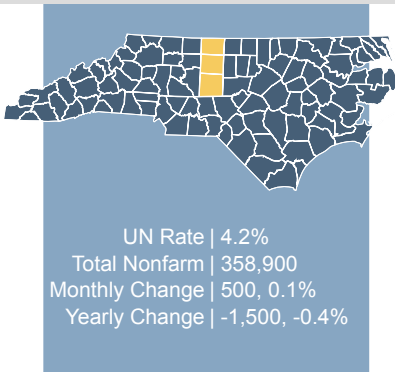 UN Rate | 4.2%
Total Nonfarm | 358,900
Monthly Change | 500, 0.1%
Yearly Change | -1,500, -0.4%